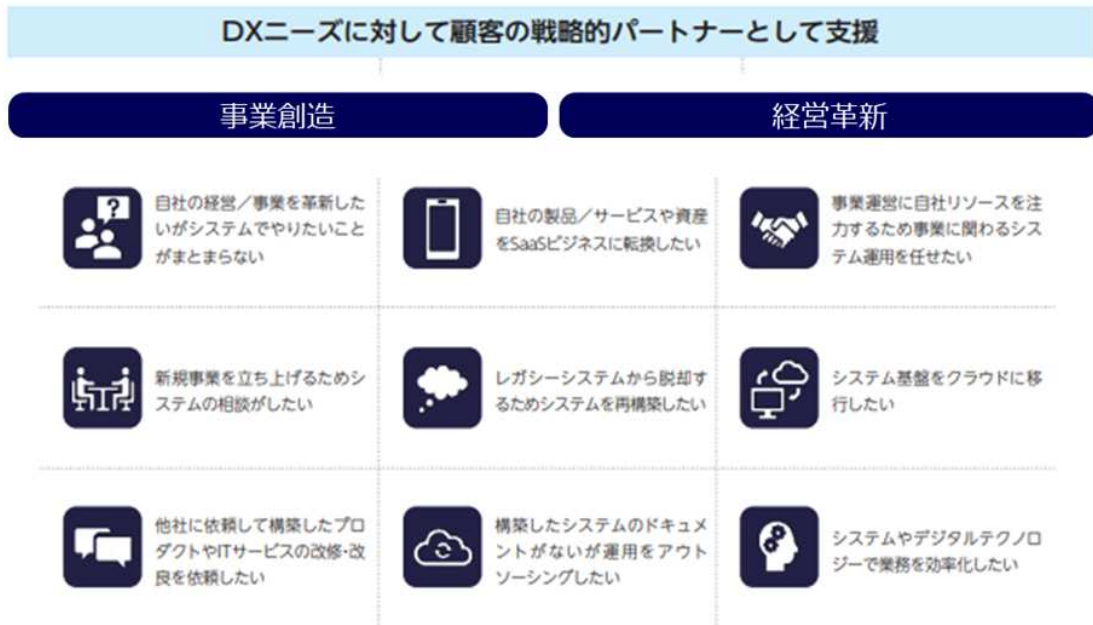 DXニーズに対して顧客の戦略的パートナーとして支援
事業創造
経営革新
?
自社の経営／事業を革新した
いがシステムでやりたいこと
がまとまらない
自社の製品／サービスや資産
をSaaSビジネスに転換したい
事業運営に自社リソースを注
力するため事業に関わるシス
テム運用を任せたい
新規事業を立ち上げるためシ
ステムの相談がしたい
レガシーシステムから脱却す
るためシステムを再構築したい
システム基盤をクラウドに移
行したい
他社に依頼して構築したプロ
ダクトやITサービスの改修・改
良を依頼したい
構築したシステムのドキュメ
ントがないが運用をアウト
ソーシングしたい
システムやデジタルテクノロ
ジーで業務を効率化したい